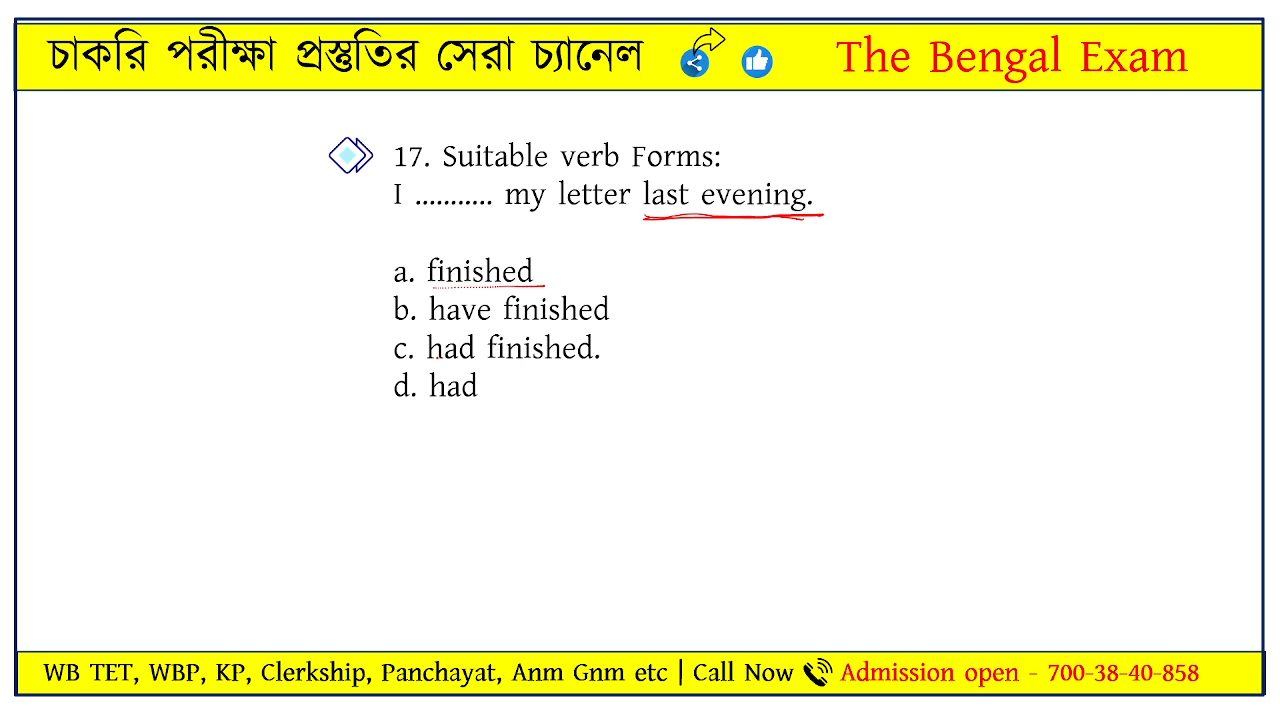 চাকরি পরীক্ষা প্রস্তুতির সেরা চ্যানেল The Bengal Exam
17. Suitable verb Forms:
I ........... my letter last evening.
a. finished
b. have finished
c. had finished.
d. had
WB TET, WBP, KP, Clerkship, Panchayat, Anm Gnm etc | Call Now Admission open - 700-38-40-858